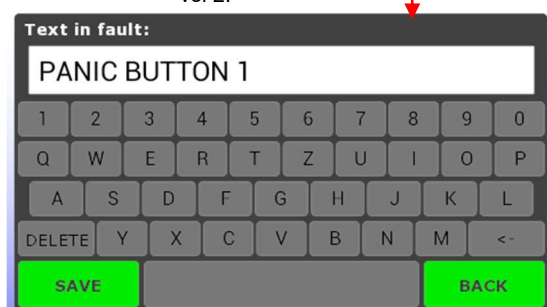 Text in fault:
PANIC BUTTON 1
1 2 3 4 5 6 7 8 9 0
Q W E R T Z U I O P
A S D F G H J K L
DELETE Y X C V B N M <-
SAVE BACK